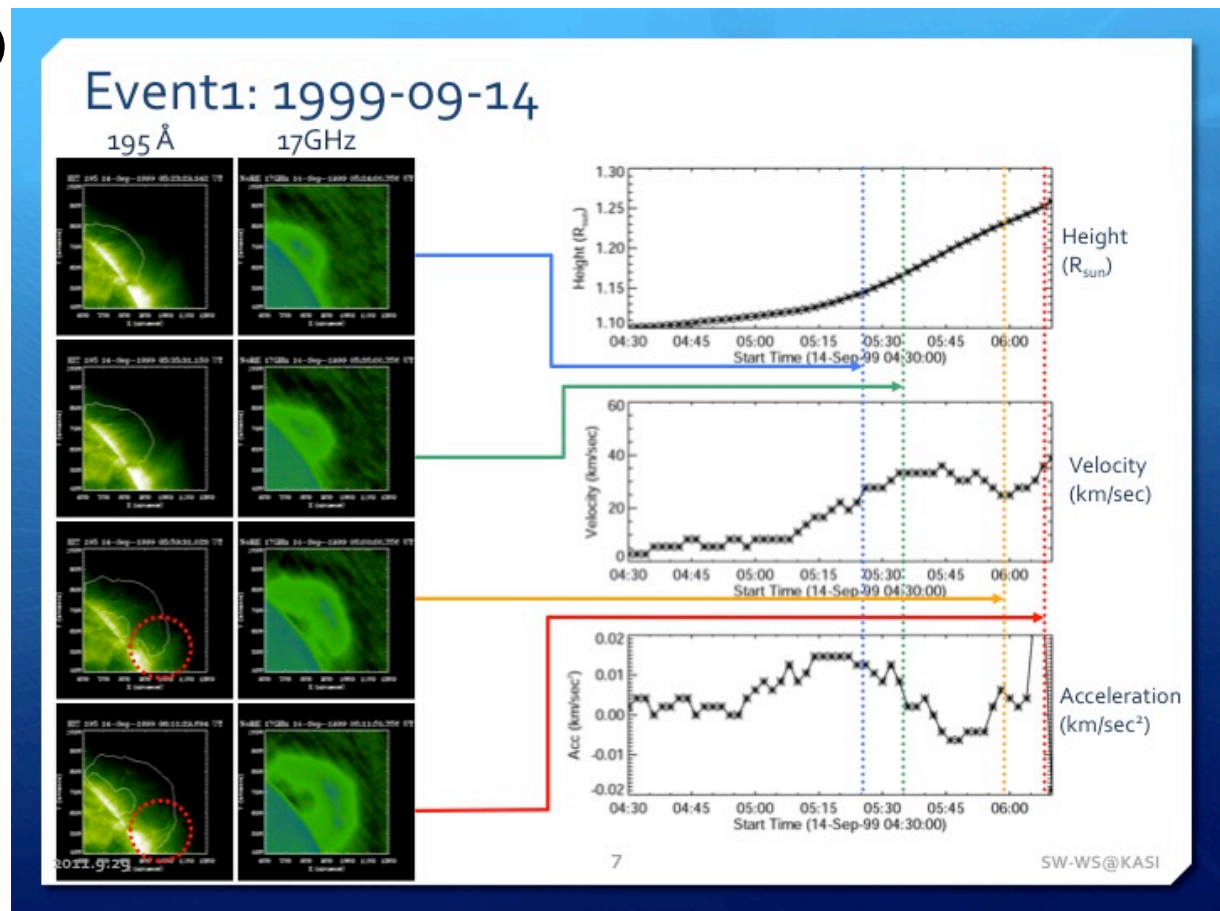 Event1: 1999-09-14
195 Å
17GHz
1.30
1.25
1.20
1.15
1.10
Height (R_sun)
04:30 04:45 05:00 05:15 05:30 05:45 06:00
Start Time (14-Sep-99 04:30:00)
Height
(R_sun)
60
40
20
0
Velocity (km/sec)
04:30 04:45 05:00 05:15 05:30 05:45 06:00
Start Time (14-Sep-99 04:30:00)
Velocity
(km/sec)
0.02
0.01
0.00
-0.01
-0.02
Acc (km/sec²)
04:30 04:45 05:00 05:15 05:30 05:45 06:00
Start Time (14-Sep-99 04:30:00)
Acceleration
(km/sec²)
2011.9.29
7
SW-WS@KASI